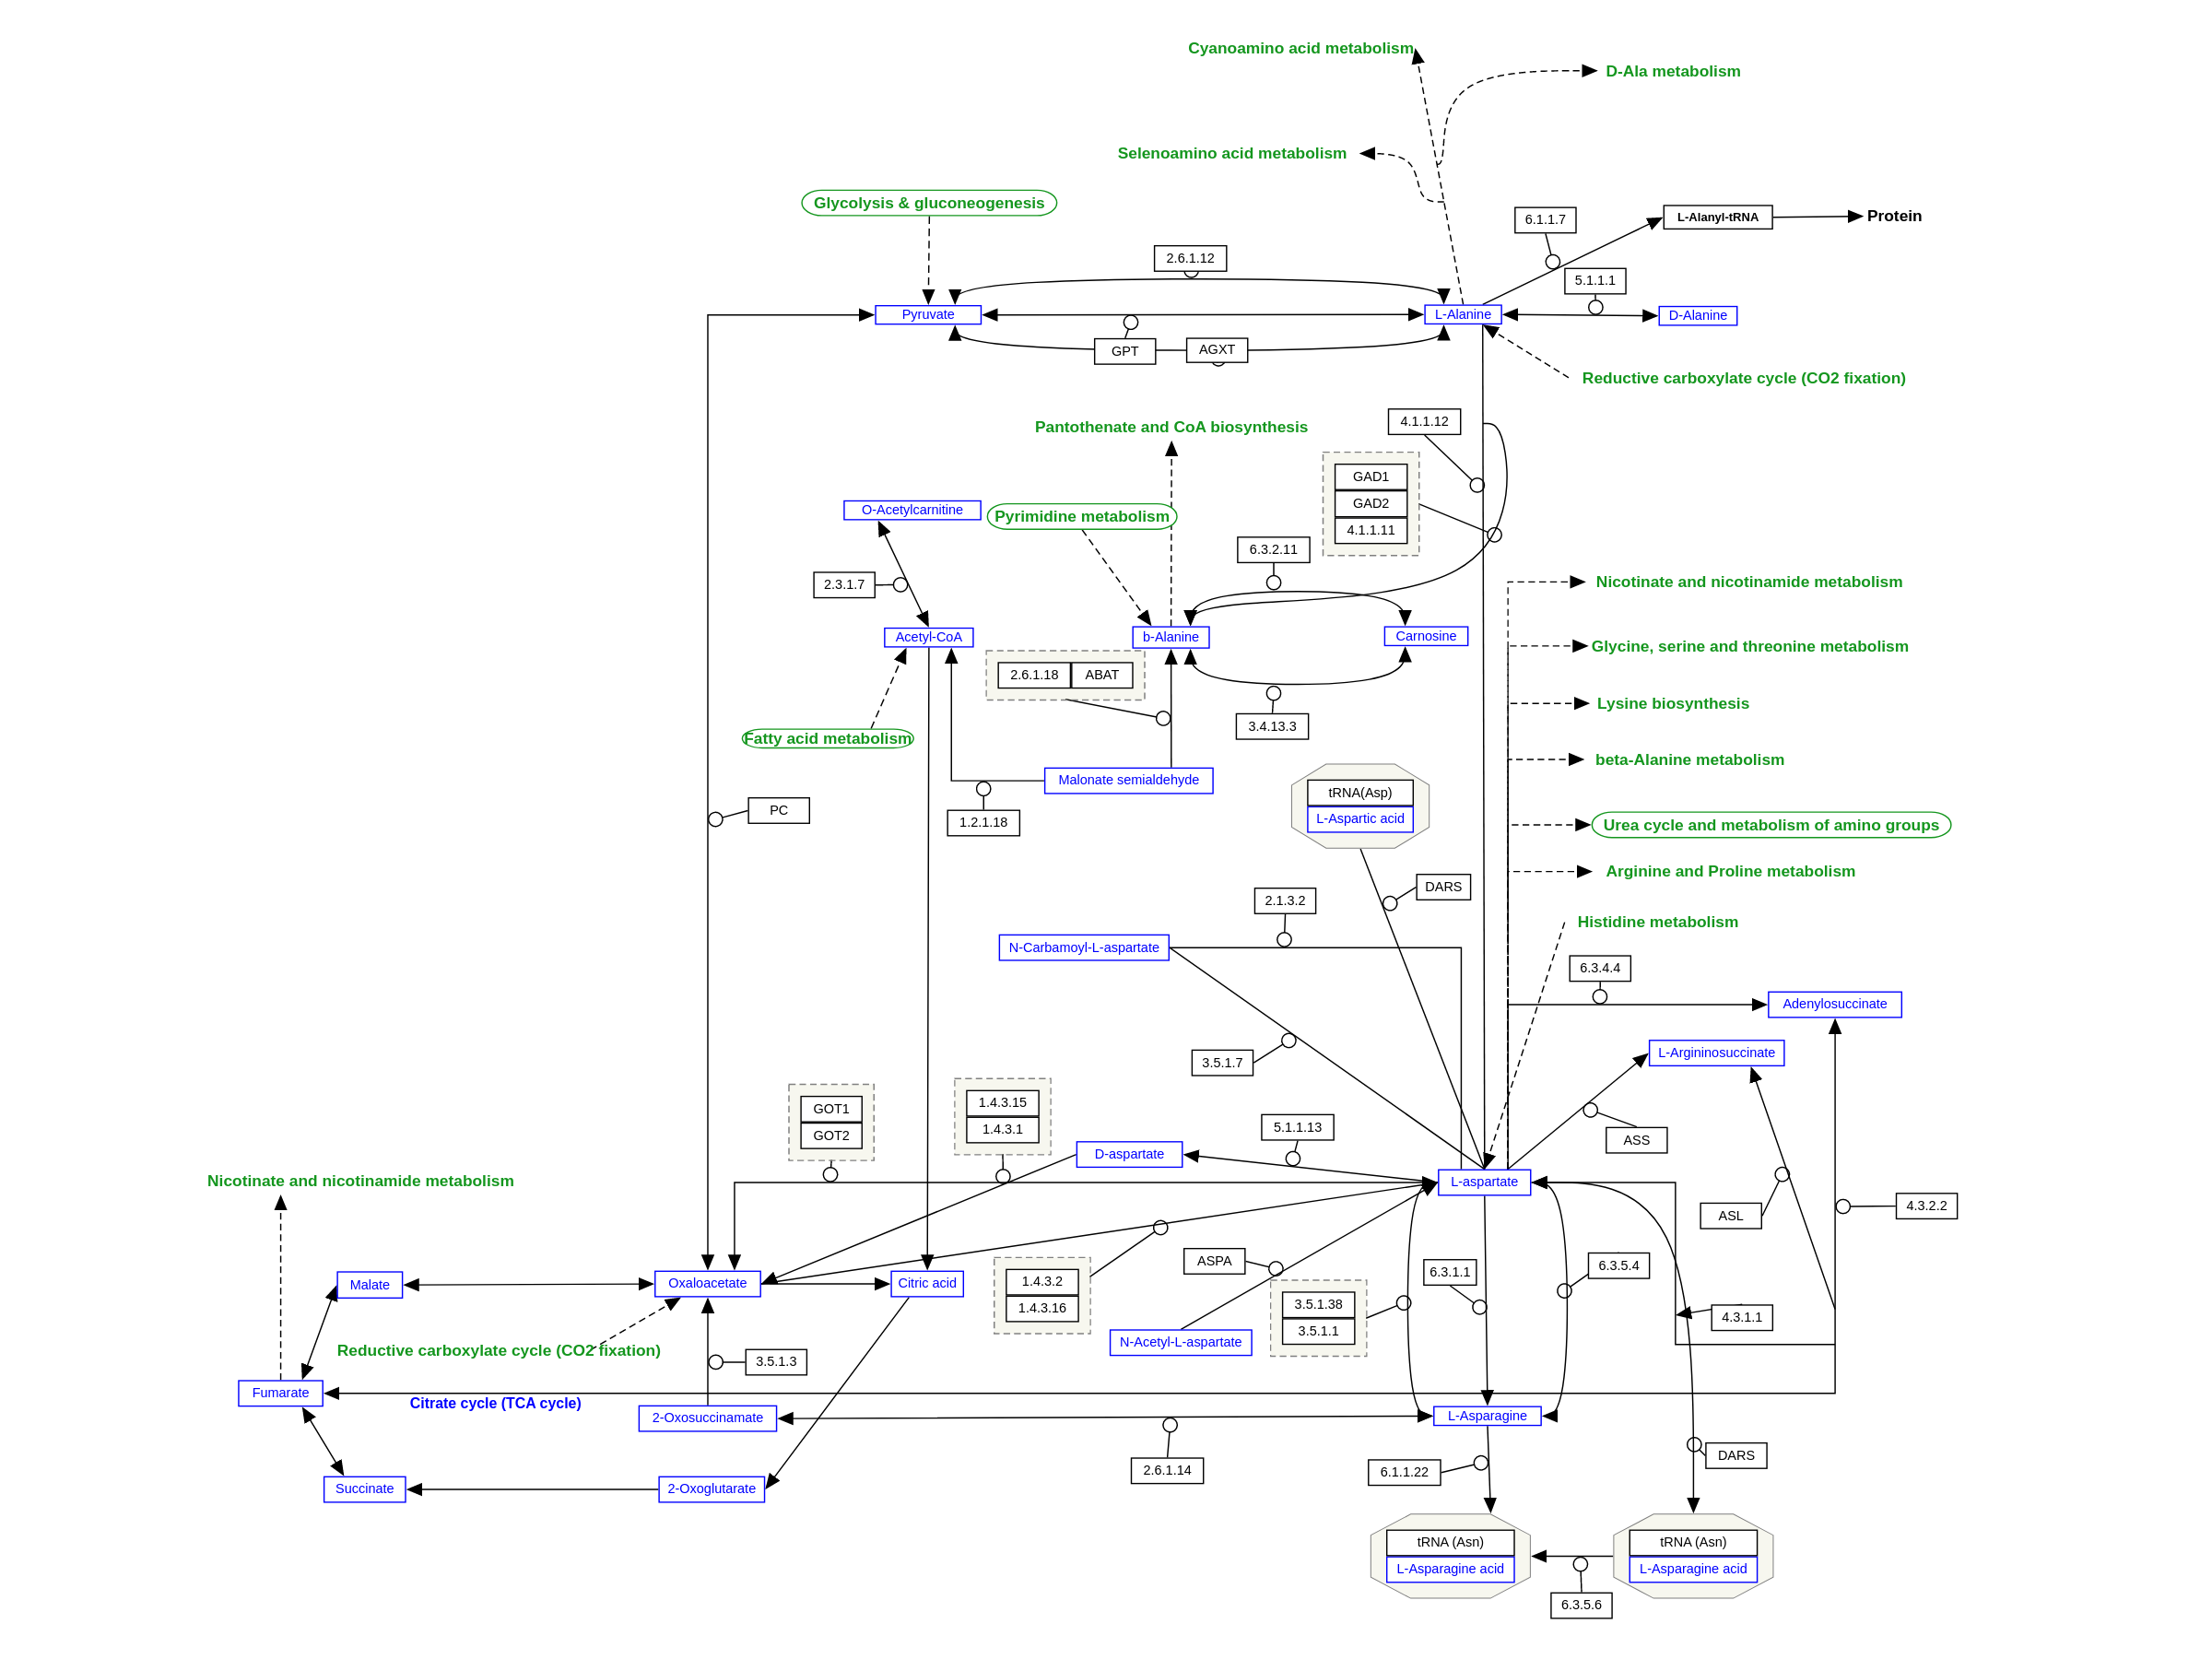 Cyanoamino acid metabolism
D-Ala metabolism
Selenoamino acid metabolism
Glycolysis & gluconeogenesis
6.1.1.7
L-Alanyl-tRNA
Protein
2.6.1.12
5.1.1.1
Pyruvate
L-Alanine
D-Alanine
GPT
AGXT
Reductive carboxylate cycle (CO2 fixation)
4.1.1.12
Pantothenate and CoA biosynthesis
GAD1
GAD2
4.1.1.11
O-Acetylcarnitine
Pyrimidine metabolism
6.3.2.11
2.3.1.7
Nicotinate and nicotinamide metabolism
Acetyl-CoA
b-Alanine
Carnosine
Glycine, serine and threonine metabolism
2.6.1.18
ABAT
Lysine biosynthesis
3.4.13.3
Fatty acid metabolism
beta-Alanine metabolism
Malonate semialdehyde
tRNA(Asp)
L-Aspartic acid
PC
1.2.1.18
Urea cycle and metabolism of amino groups
Arginine and Proline metabolism
DARS
2.1.3.2
Histidine metabolism
N-Carbamoyl-L-aspartate
6.3.4.4
Adenylosuccinate
L-Argininosuccinate
3.5.1.7
GOT1
GOT2
1.4.3.15
1.4.3.1
5.1.1.13
ASS
D-aspartate
Nicotinate and nicotinamide metabolism
L-aspartate
ASL
4.3.2.2
Malate
Oxaloacetate
Citric acid
1.4.3.2
1.4.3.16
ASPA
6.3.1.1
6.3.5.4
3.5.1.38
3.5.1.1
4.3.1.1
N-Acetyl-L-aspartate
Reductive carboxylate cycle (CO2 fixation)
3.5.1.3
Fumarate
Citrate cycle (TCA cycle)
2-Oxosuccinamate
L-Asparagine
2.6.1.14
6.1.1.22
DARS
Succinate
2-Oxoglutarate
tRNA (Asn)
L-Asparagine acid
tRNA (Asn)
L-Asparagine acid
6.3.5.6